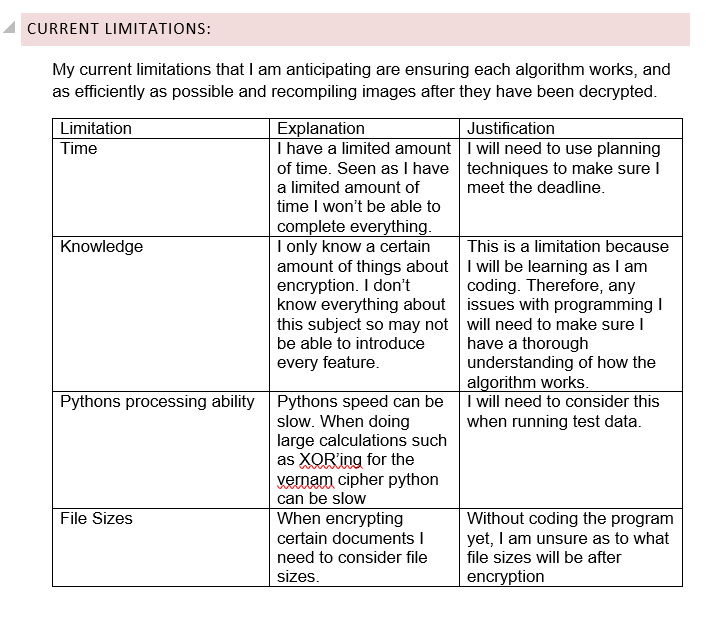 CURRENT LIMITATIONS:
My current limitations that I am anticipating are ensuring each algorithm works, and
as efficiently as possible and recompiling images after they have been decrypted.
Limitation
Explanation
Justification
Time
I have a limited amount
of time. Seen as I have
a limited amount of
time I won't be able to
complete everything.
I will need to use planning
techniques to make sure I
meet the deadline.
Knowledge
I only know a certain
amount of things about
encryption. I don't
know everything about
this subject so may not
be able to introduce
every feature.
This is a limitation because
I will be learning as I am
coding. Therefore, any
issues with programming I
will need to make sure I
have a thorough
understanding of how the
algorithm works.
Pythons processing ability
Pythons speed can be
slow. When doing
large calculations such
as XOR'ing for the
vernam cipher python
can be slow
I will need to consider this
when running test data.
File Sizes
When encrypting
certain documents I
need to consider file
sizes.
Without coding the program
yet, I am unsure as to what
file sizes will be after
encryption